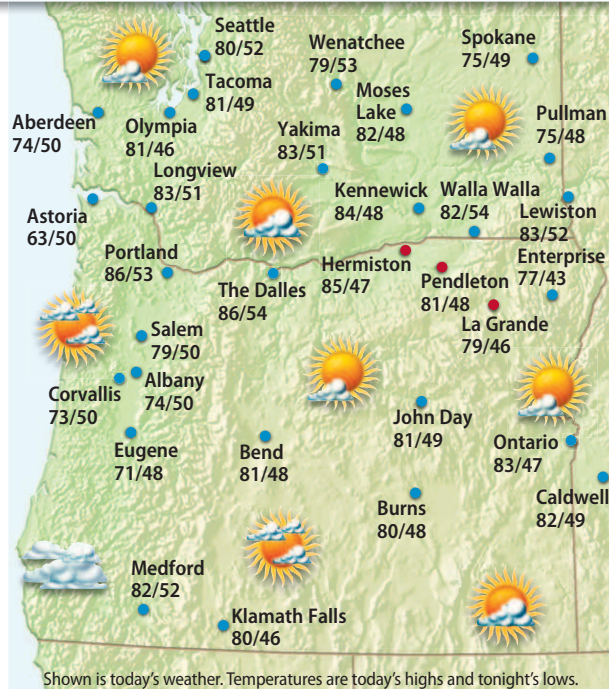 Seattle
80/52
Wenatchee
79/53
Spokane
75/49
Tacoma
81/49
Moses
Lake
82/48
Pullman
75/48
Aberdeen
74/50
Olympia
81/46
Yakima
83/51
Longview
83/51
Kennewick
84/48
Walla Walla
82/54
Lewiston
83/52
Astoria
63/50
Portland
86/53
The Dalles
86/54
Hermiston
85/47
Pendleton
81/48
Enterprise
77/43
La Grande
79/46
Salem
79/50
Corvallis
73/50
Albany
74/50
John Day
81/49
Ontario
83/47
Eugene
71/48
Bend
81/48
Caldwell
82/49
Burns
80/48
Medford
82/52
Klamath Falls
80/46
Shown is today's weather. Temperatures are today's highs and tonight's lows.